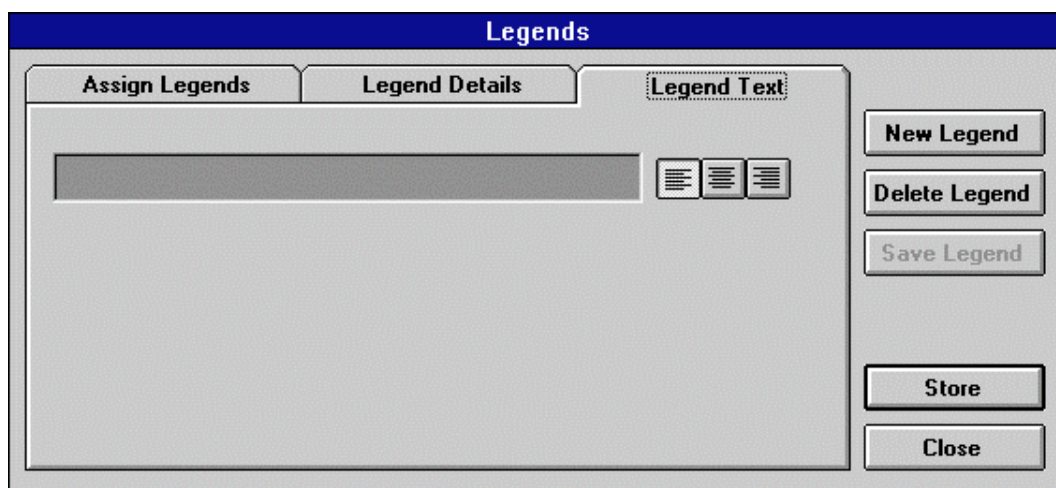 Legends
Assign Legends
Legend Details
Legend Text
New Legend
Delete Legend
Save Legend
Store
Close